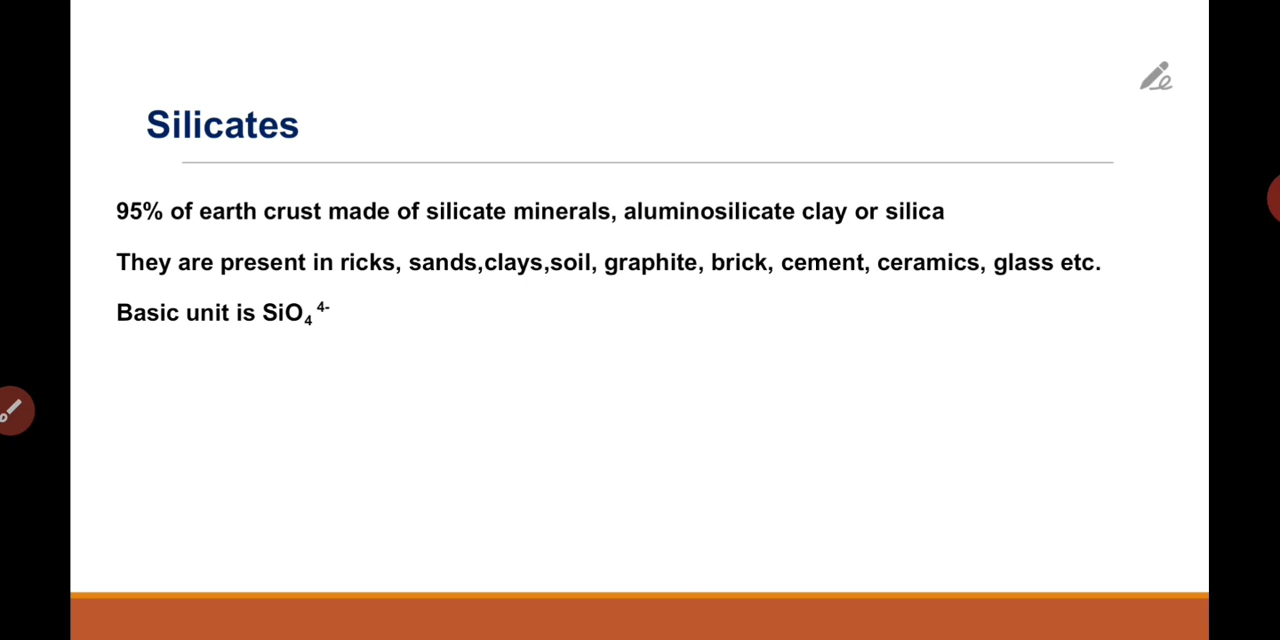 Silicates
95% of earth crust made of silicate minerals, aluminosilicate clay or silica
They are present in ricks, sands,clays,soil, graphite, brick, cement, ceramics, glass etc.
Basic unit is SiO₄ ⁴⁻